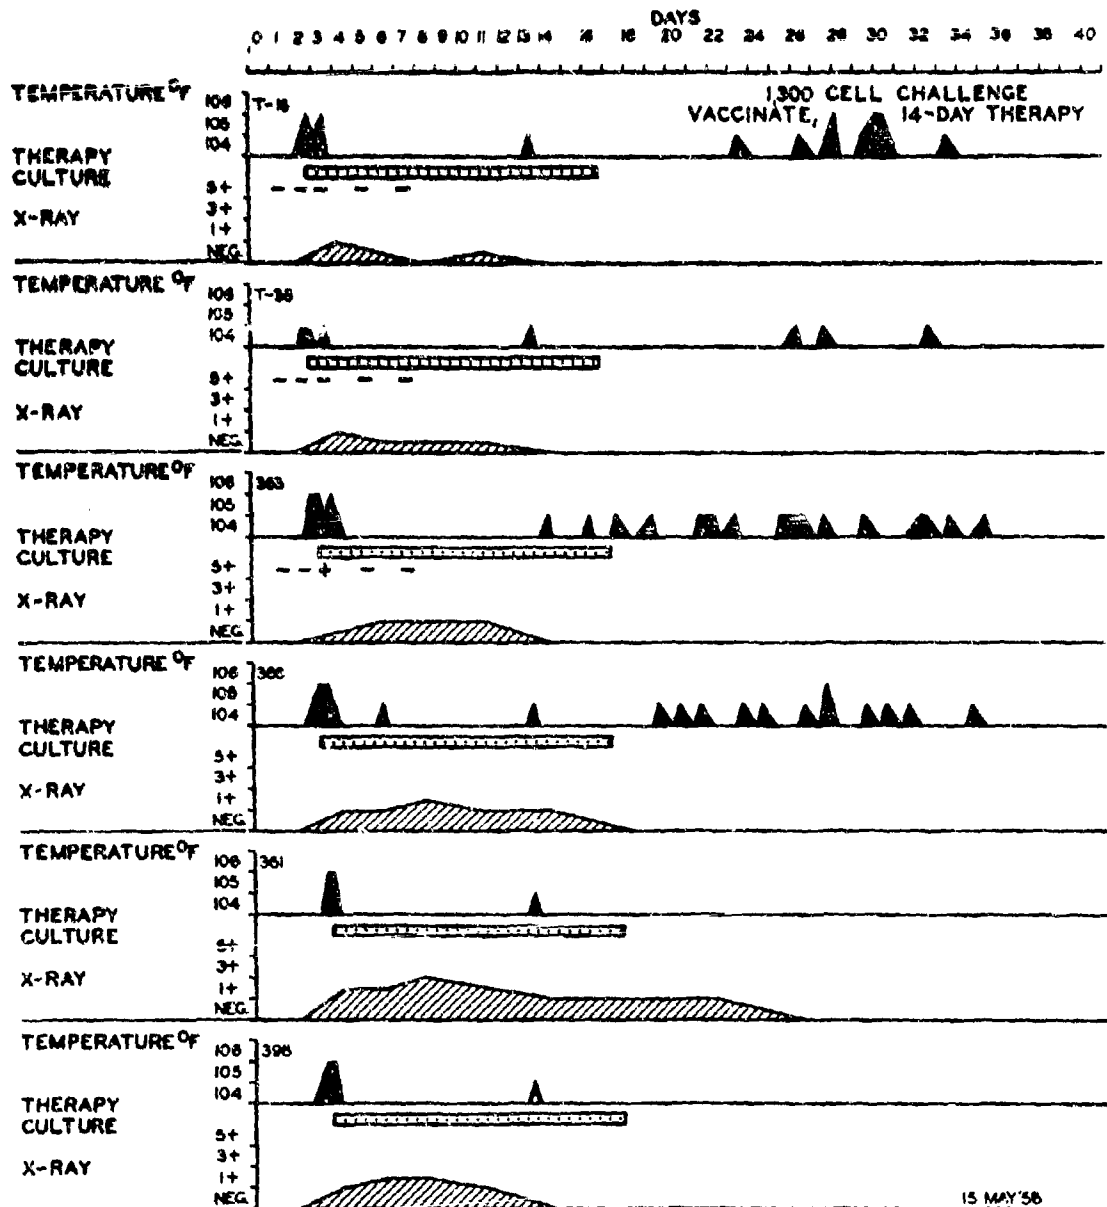 DAYS
0 1 2 3 4 5 6 7 8 9 10 11 12 13 14 16 18 20 22 24 26 28 30 32 34 36 38 40
TEMPERATURE °F
106
105
104
T-16
1,300 CELL CHALLENGE
VACCINATE, 14-DAY THERAPY
THERAPY
CULTURE
- - - - -
X-RAY
5+
3+
1+
NEG.
TEMPERATURE °F
106
105
104
T-36
THERAPY
CULTURE
- - - - -
X-RAY
5+
3+
1+
NEG.
TEMPERATURE °F
106
105
104
363
THERAPY
CULTURE
- - + - -
X-RAY
5+
3+
1+
NEG.
TEMPERATURE °F
106
105
104
THERAPY
CULTURE
X-RAY
5+
3+
1+
NEG.
TEMPERATURE °F
106
105
104
361
THERAPY
CULTURE
X-RAY
5+
3+
1+
NEG.
TEMPERATURE °F
106
105
104
398
THERAPY
CULTURE
X-RAY
5+
3+
1+
NEG.
15 MAY'58